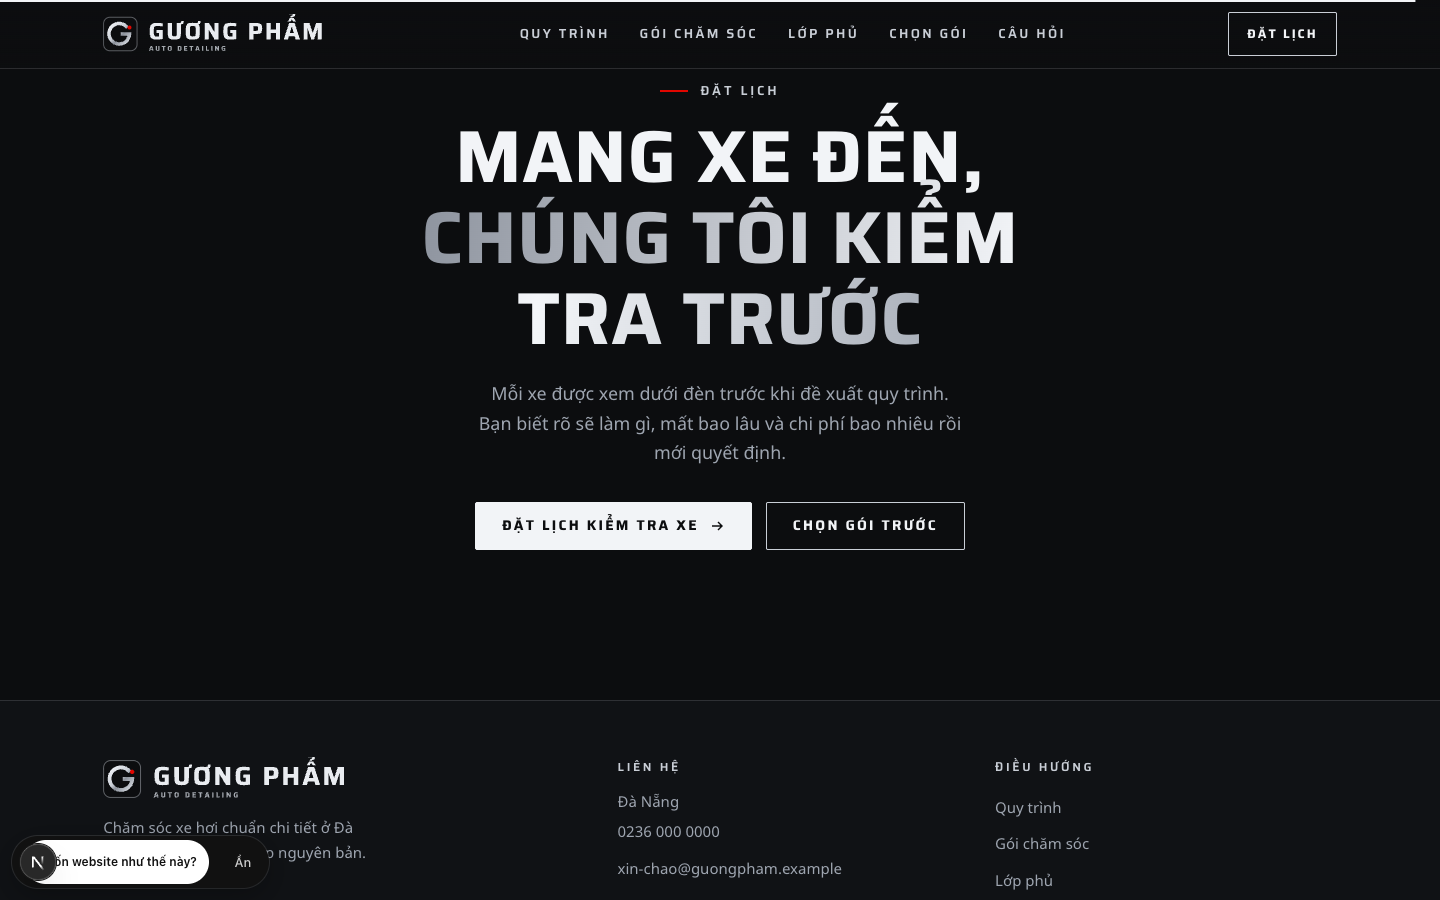 GƯƠNG PHẨM
AUTO DETAILING
QUY TRÌNH
GÓI CHĂM SÓC
LỚP PHỦ
CHỌN GÓI
CÂU HỎI
ĐẶT LỊCH
ĐẶT LỊCH
MANG XE ĐẾN,
CHÚNG TÔI KIỂM
TRA TRƯỚC
Mỗi xe được xem dưới đèn trước khi đề xuất quy trình.
Bạn biết rõ sẽ làm gì, mất bao lâu và chi phí bao nhiêu rồi
mới quyết định.
ĐẶT LỊCH KIỂM TRA XE →
CHỌN GÓI TRƯỚC
GƯƠNG PHẨM
AUTO DETAILING
Chăm sóc xe hơi chuẩn chi tiết ở Đà
nguyên bản.
LIÊN HỆ
Đà Nẵng
0236 000 0000
xin-chao@guongpham.example
ĐIỀU HƯỚNG
Quy trình
Gói chăm sóc
Lớp phủ
website như thế này?
Ẩn